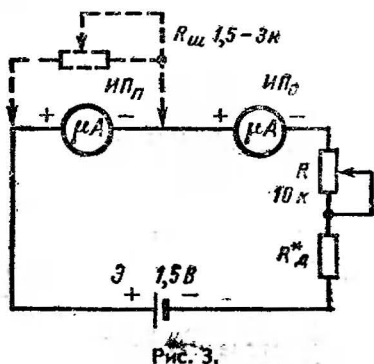 Rш 1,5-3к
ИПп
ИПо
+ μA -
+ μA -
R
10 к
R*д
Э 1,5 В
+ -
Рис. 3.